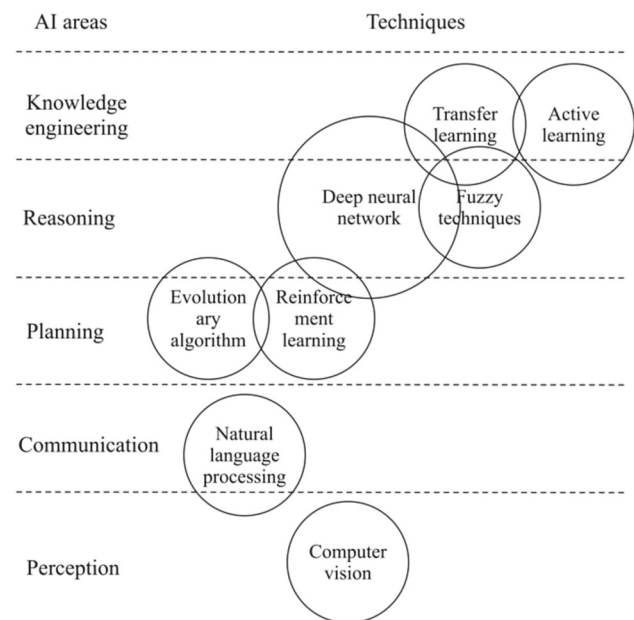 AI areas
Techniques
Knowledge
engineering
Transfer
learning
Active
learning
Reasoning
Deep neural
network
Fuzzy
techniques
Planning
Evolution
ary
algorithm
Reinforce
ment
learning
Communication
Natural
language
processing
Perception
Computer
vision